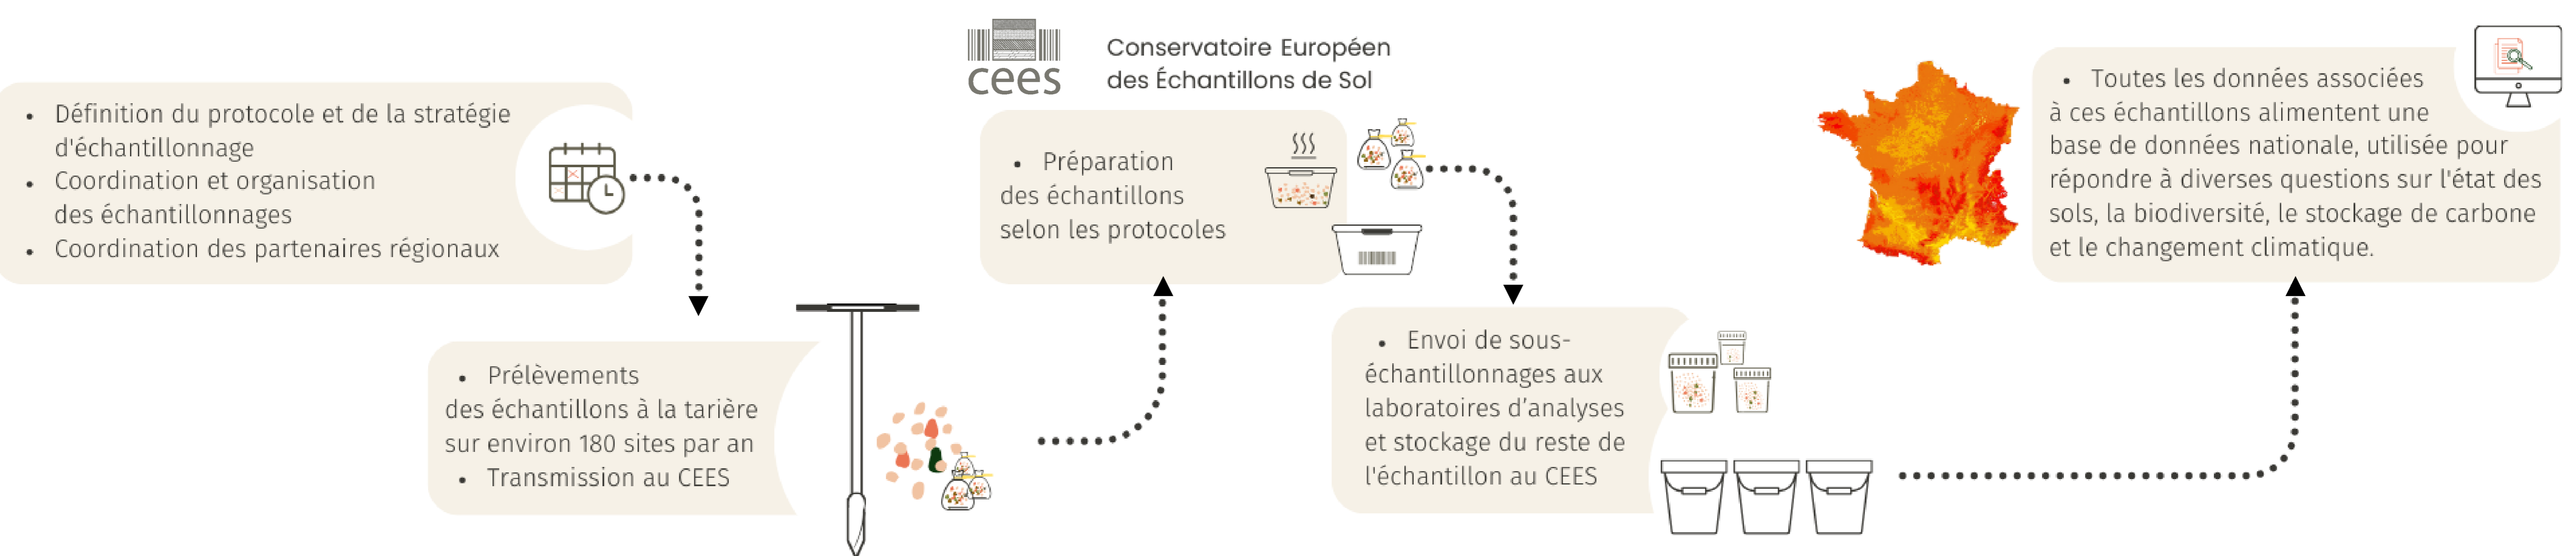 • Définition du protocole et de la stratégie
d'échantillonnage
• Coordination et organisation
des échantillonnages
• Coordination des partenaires régionaux
• Prélèvements
des échantillons à la tarière
sur environ 180 sites par an
• Transmission au CEES
cees
Conservatoire Européen
des Échantillons de Sol
• Préparation
des échantillons
selon les protocoles
• Envoi de sous-
échantillonnages aux
laboratoires d’analyses
et stockage du reste de
l'échantillon au CEES
• Toutes les données associées
à ces échantillons alimentent une
base de données nationale, utilisée pour
répondre à diverses questions sur l'état des
sols, la biodiversité, le stockage de carbone
et le changement climatique.